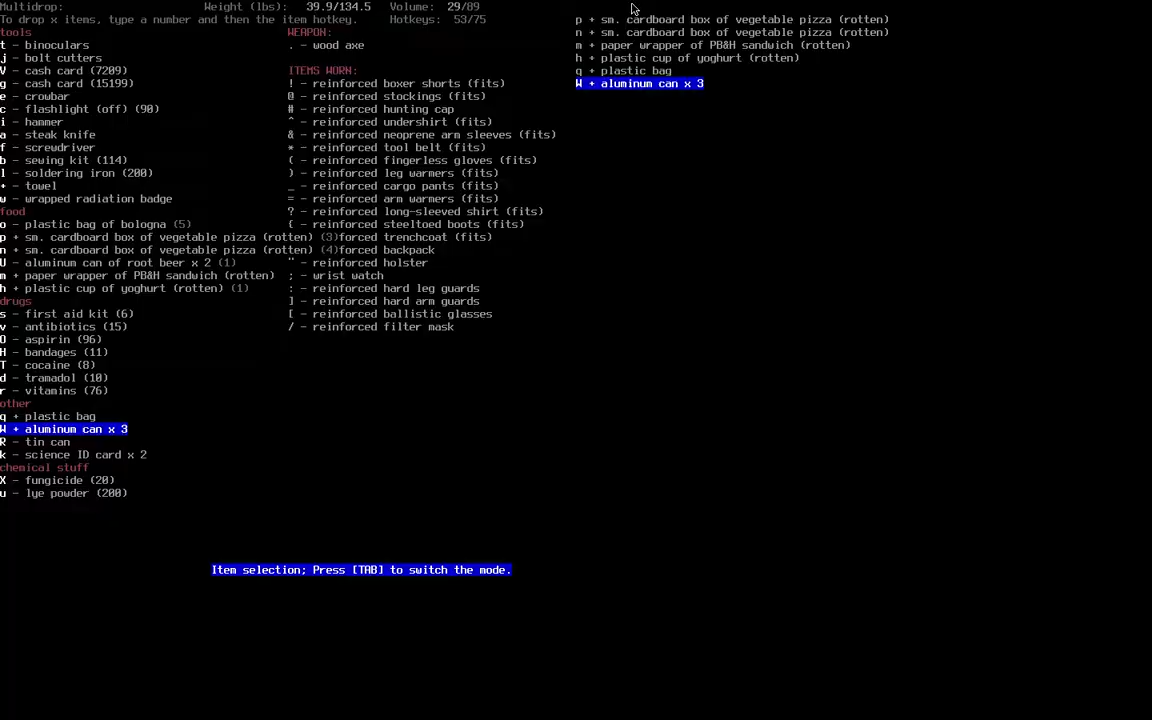 Multidrop: Weight (lbs): 39.9/134.5 Volume: 29/89
To drop x items, type a number and then the item hotkey. Hotkeys: 53/75
tools
t - binoculars
j - bolt cutters
V - cash card (7209)
g - cash card (15199)
e - crowbar
c - flashlight (off) (90)
i - hammer
a - steak knife
f - screwdriver
b - sewing kit (114)
l - soldering iron (200)
+ - towel
w - wrapped radiation badge
food
o - plastic bag of bologna (5)
p + sm. cardboard box of vegetable pizza (rotten) (3)
n + sm. cardboard box of vegetable pizza (rotten) (4)
U - aluminum can of root beer x 2 (1)
m + paper wrapper of PB&H sandwich (rotten)
h + plastic cup of yoghurt (rotten) (1)
drugs
s - first aid kit (6)
v - antibiotics (15)
O - aspirin (96)
H - bandages (11)
T - cocaine (8)
d - tramadol (10)
r - vitamins (76)
other
q + plastic bag
W + aluminum can x 3
R - tin can
k - science ID card x 2
chemical stuff
X - fungicide (20)
u - lye powder (200)
WEAPON:
. - wood axe
ITEMS WORN:
! - reinforced boxer shorts (fits)
@ - reinforced stockings (fits)
# - reinforced hunting cap
^ - reinforced undershirt (fits)
& - reinforced neoprene arm sleeves (fits)
* - reinforced tool belt (fits)
( - reinforced fingerless gloves (fits)
) - reinforced leg warmers (fits)
_ - reinforced cargo pants (fits)
= - reinforced arm warmers (fits)
? - reinforced long-sleeved shirt (fits)
{ - reinforced steeltoed boots (fits)
forced trenchcoat (fits)
forced backpack
" - reinforced holster
; - wrist watch
: - reinforced hard leg guards
] - reinforced hard arm guards
[ - reinforced ballistic glasses
/ - reinforced filter mask
p + sm. cardboard box of vegetable pizza (rotten)
n + sm. cardboard box of vegetable pizza (rotten)
m + paper wrapper of PB&H sandwich (rotten)
h + plastic cup of yoghurt (rotten)
q + plastic bag
W + aluminum can x 3
Item selection; Press [TAB] to switch the mode.